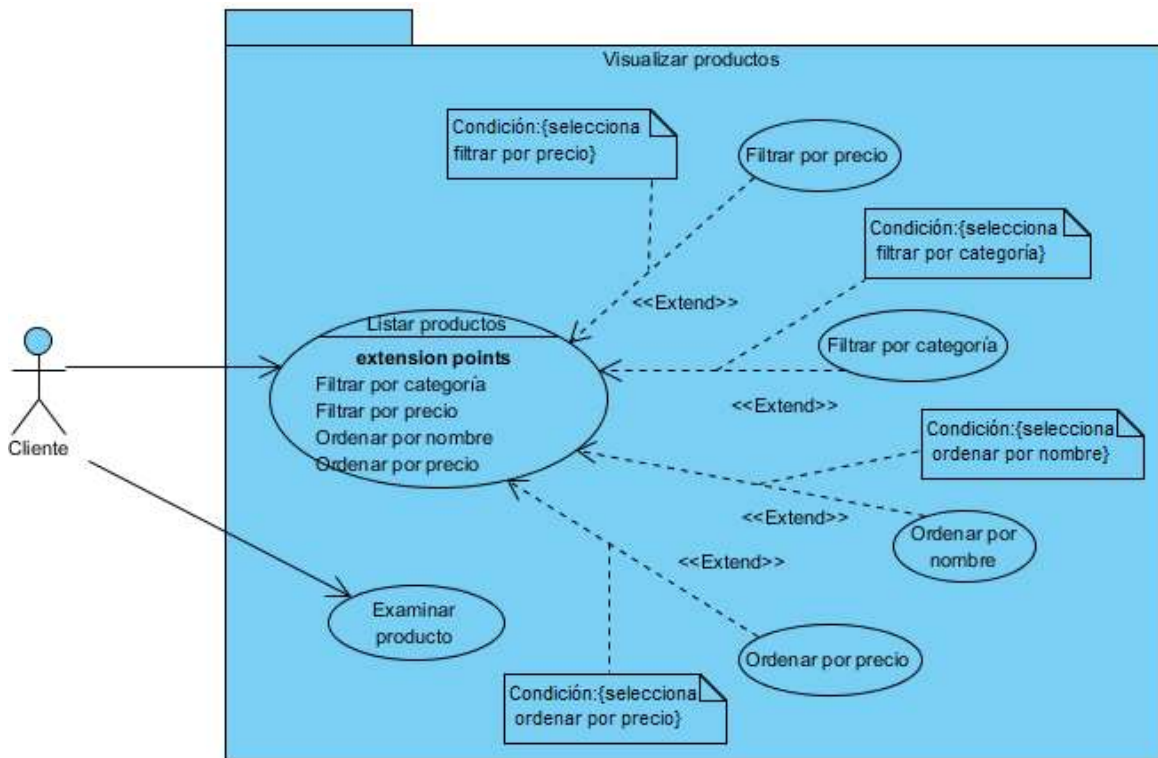 Visualizar productos
Condición:{selecciona
filtrar por precio}
Filtrar por precio
Condición:{selecciona
filtrar por categoría}
<<Extend>>
Listar productos
extension points
Filtrar por categoría
Filtrar por precio
Ordenar por nombre
Ordenar por precio
Filtrar por categoría
<<Extend>>
Cliente
Condición:{selecciona
ordenar por nombre}
<<Extend>>
Ordenar por
nombre
<<Extend>>
Examinar
producto
Ordenar por precio
Condición:{selecciona
ordenar por precio}